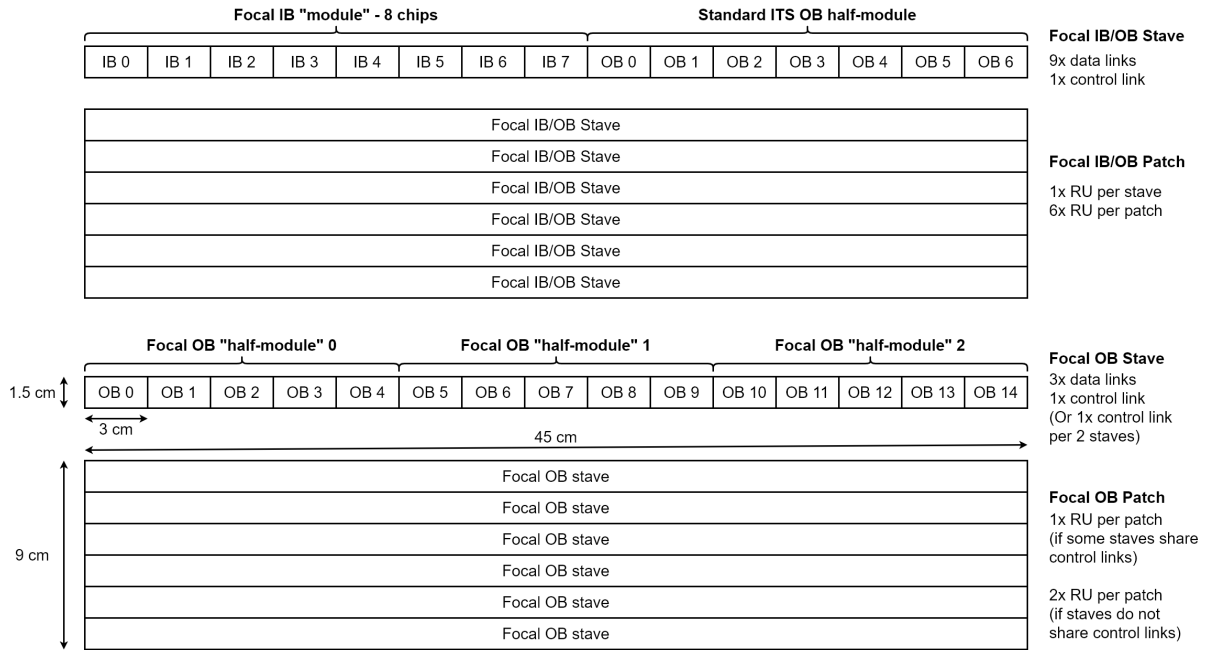 Focal IB "module" - 8 chips
Standard ITS OB half-module
Focal IB/OB Stave
IB 0 IB 1 IB 2 IB 3 IB 4 IB 5 IB 6 IB 7 OB 0 OB 1 OB 2 OB 3 OB 4 OB 5 OB 6
9x data links
1x control link
Focal IB/OB Stave
Focal IB/OB Stave
Focal IB/OB Stave
Focal IB/OB Stave
Focal IB/OB Stave
Focal IB/OB Stave
Focal IB/OB Patch
1x RU per stave
6x RU per patch
Focal OB "half-module" 0
Focal OB "half-module" 1
Focal OB "half-module" 2
Focal OB Stave
3x data links
1x control link
(Or 1x control link
per 2 staves)
1.5 cm
OB 0 OB 1 OB 2 OB 3 OB 4 OB 5 OB 6 OB 7 OB 8 OB 9 OB 10 OB 11 OB 12 OB 13 OB 14
3 cm
45 cm
9 cm
Focal OB stave
Focal OB stave
Focal OB stave
Focal OB stave
Focal OB stave
Focal OB stave
Focal OB Patch
1x RU per patch
(if some staves share
control links)
2x RU per patch
(if staves do not
share control links)